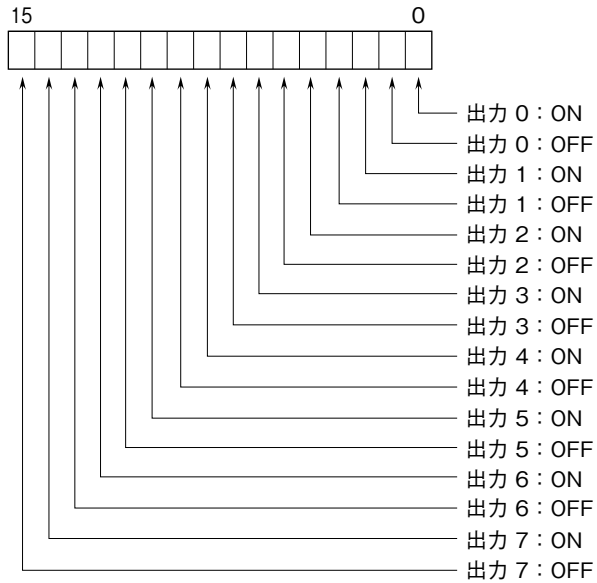 15 0
出力 0：ON
出力 0：OFF
出力 1：ON
出力 1：OFF
出力 2：ON
出力 2：OFF
出力 3：ON
出力 3：OFF
出力 4：ON
出力 4：OFF
出力 5：ON
出力 5：OFF
出力 6：ON
出力 6：OFF
出力 7：ON
出力 7：OFF